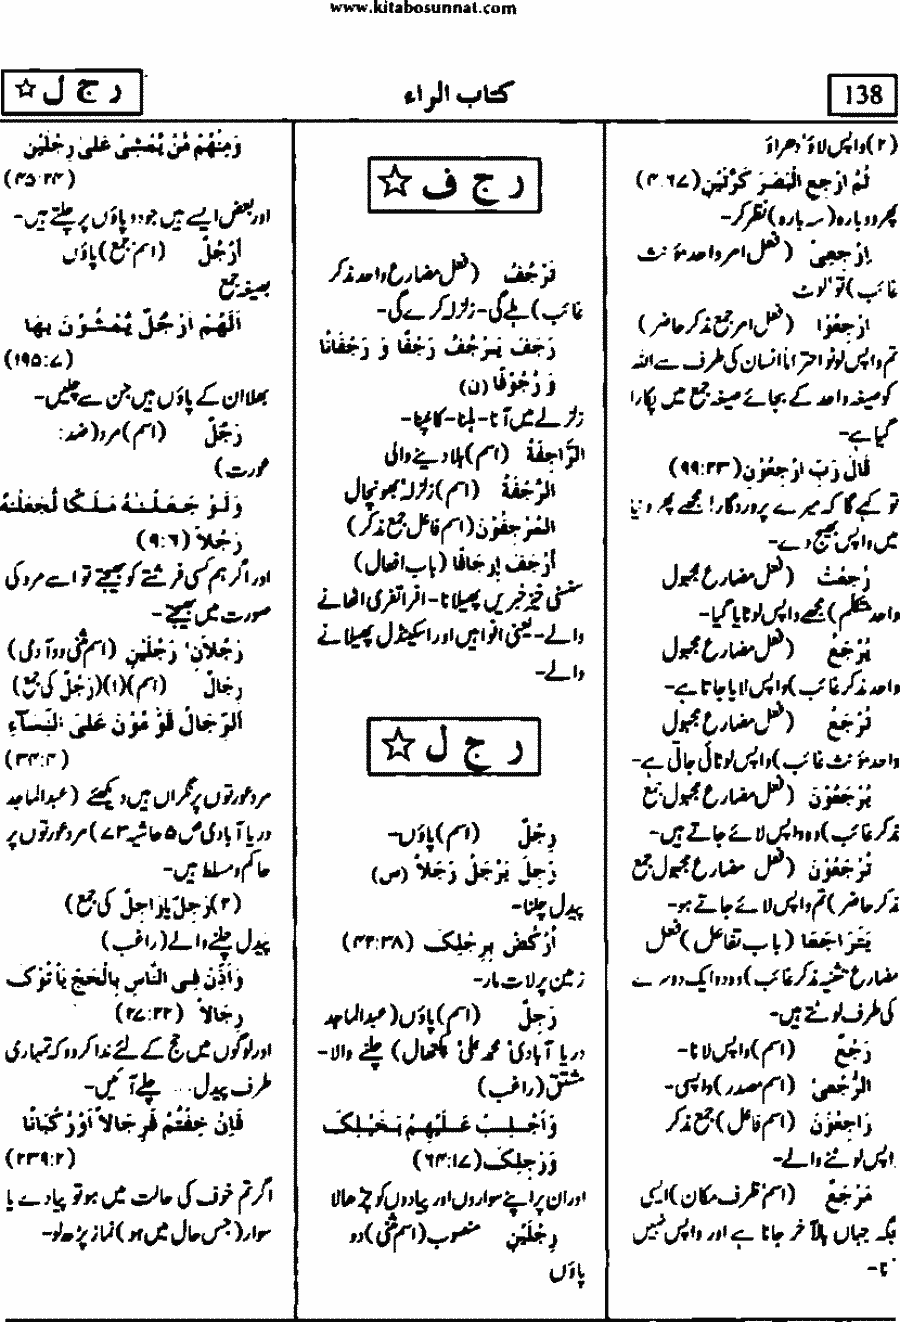 www.kitabosunnat.com
138
كتاب الراء
ر ج ل ☆
(۲) واپس لاؤ دھراؤ
ثُمَّ ارْجِعِ الْبَصَرَ كَرَّتَيْنِ (۴:۶۷)
پھر دوبارہ (سہ بارہ) نظر کر۔
اِرْجِعِىْ (فعل امر واحد مؤنث
غائب) تو لوٹ
ارْجِعُوْا (فعل امر جمع مذکر حاضر)
تم واپس لوٹو احتراماً انسان کی طرف سے اللہ
کو صیغہ واحد کے بجائے صیغہ جمع میں پکارا
گیا ہے۔
قَالَ رَبِّ ارْجِعُوْنِ (۹۹:۲۳)
تو کہے گا کہ میرے پروردگار! مجھے پھر دنیا
میں واپس بھیج دے۔
رُجِعْتُ (فعل مضارع مجہول
واحد متکلم) مجھے واپس لوٹایا گیا۔
يُرْجَعُ (فعل مضارع مجہول
واحد مذکر غائب) واپس لایا جاتا ہے۔
تُرْجَعُ (فعل مضارع مجہول
واحد مؤنث غائب) واپس لوٹائی جاتی ہے۔
يُرْجَعُوْنَ (فعل مضارع مجہول جمع
مذکر غائب) وہ واپس لائے جاتے ہیں۔
تُرْجَعُوْنَ (فعل مضارع مجہول جمع
مذکر حاضر) تم واپس لائے جاتے ہو۔
يَتَرَاجَعَا (باب تفاعل) فعل
مضارع تثنیہ مذکر غائب) وہ دو ایک دوسرے
کی طرف لوٹتے ہیں۔
رَجْعٌ (اسم) واپس لانا۔
الرُّجْعٰى (اسم مصدر) واپسی۔
رَاجِعُوْنَ (اسم فاعل) جمع مذکر
اپس لوٹنے والے۔
مَرْجِعٌ (اسم ظرف مکان) ایسی
جگہ جہاں بالآخر جانا ہے اور واپس نہیں
نا۔
ر ج ف ☆
تَرْجُفُ (فعل مضارع واحد مذکر
غائب) ہلے گی۔ زلزلہ کرے گی۔
رَجَفَ يَرْجُفُ رَجْفًا وَ رَجْفَانًا
وَ رُجُوْفًا (ن)
زلزلے میں آنا۔ ہلنا۔ کانپنا۔
الرَّاجِفَةُ (اسم) ہلا دینے والی
الرَّجْفَةُ (اسم) زلزلہ بھونچال
المُرْجِفُوْنَ (اسم فاعل جمع مذکر)
أَرْجَفَ إِرْجَافًا (باب افعال)
سنسنی خیز خبریں پھیلانا۔ افراتفری اٹھانے
والے۔ یعنی افواہیں اور اسکینڈل پھیلانے
والے۔
ر ج ل ☆
رِجْلٌ (اسم) پاؤں۔
رَجِلَ يَرْجَلُ رَجَلاً (س)
پیدل چلنا۔
اُرْكُضْ بِرِجْلِكَ (۴۲:۳۸)
زمین پر لات مار۔
رَجِلٌ (اسم) پاؤں (عبدالماجد
دریا آبادی' محمد علی' پکتھال) چلنے والا۔
مشتق (راغب)
وَأَجْلِبْ عَلَيْهِمْ بِخَيْلِكَ
وَرَجِلِكَ (۶۴:۱۷)
اور ان پر اپنے سواروں اور پیادوں کو چڑھا لا
رِجْلَيْنِ منصوب (اسم ثنٰی) دو
پاؤں
وَمِنْهُمْ مَّنْ يَّمْشِىْ عَلٰى رِجْلَيْنِ
(۴۵:۲۴)
اور بعض ایسے ہیں جو دو پاؤں پر چلتے ہیں۔
أَرْجُلٌ (اسم جمع) پاؤں
بصیغہ جمع
اَلَهُمْ اَرْجُلٌ يَّمْشُوْنَ بِهَا
(۱۹۵:۷)
بھلا ان کے پاؤں ہیں جن سے چلیں۔
رَجُلٌ (اسم) مرد (ضد:
عورت)
وَلَوْ جَعَلْنٰهُ مَلَكًا لَّجَعَلْنٰهُ
رَجُلاً (۹:۶)
اور اگر ہم کسی فرشتے کو بھیجتے تو اسے مرد کی
صورت میں بھیجتے۔
رَجُلاَنِ' رَجُلَيْنِ (اسم ثنٰی دو آدمی)
رِجَالٌ (اسم) (۱) (رَجُلٌ کی جمع)
اَلرِّجَالُ قَوَّامُوْنَ عَلَى النِّسَآءِ
(۳۴:۴)
مرد عورتوں پر نگراں ہیں دیکھئے (عبدالماجد
دریا آبادی ص ۵ حاشیہ ۷۳) مرد عورتوں پر
حاکم و مسلط ہیں۔
(۲) رَجِلٌ یا رَاجِلٌ کی جمع)
پیدل چلنے والے (راغب)
وَأَذِّنْ فِى النَّاسِ بِالْحَجِّ يَأْتُوْكَ
رِجَالاً (۲۷:۲۲)
اور لوگوں میں حج کے لئے ندا کر دو کہ تمہاری
طرف پیدل... چلے آئیں۔
فَاِنْ خِفْتُمْ فَرِجَالاً اَوْ رُكْبَانًا
(۲۳۹:۲)
اگر تم خوف کی حالت میں ہو تو پیادے یا
سوار (جس حال میں ہو) نماز پڑھ لو۔